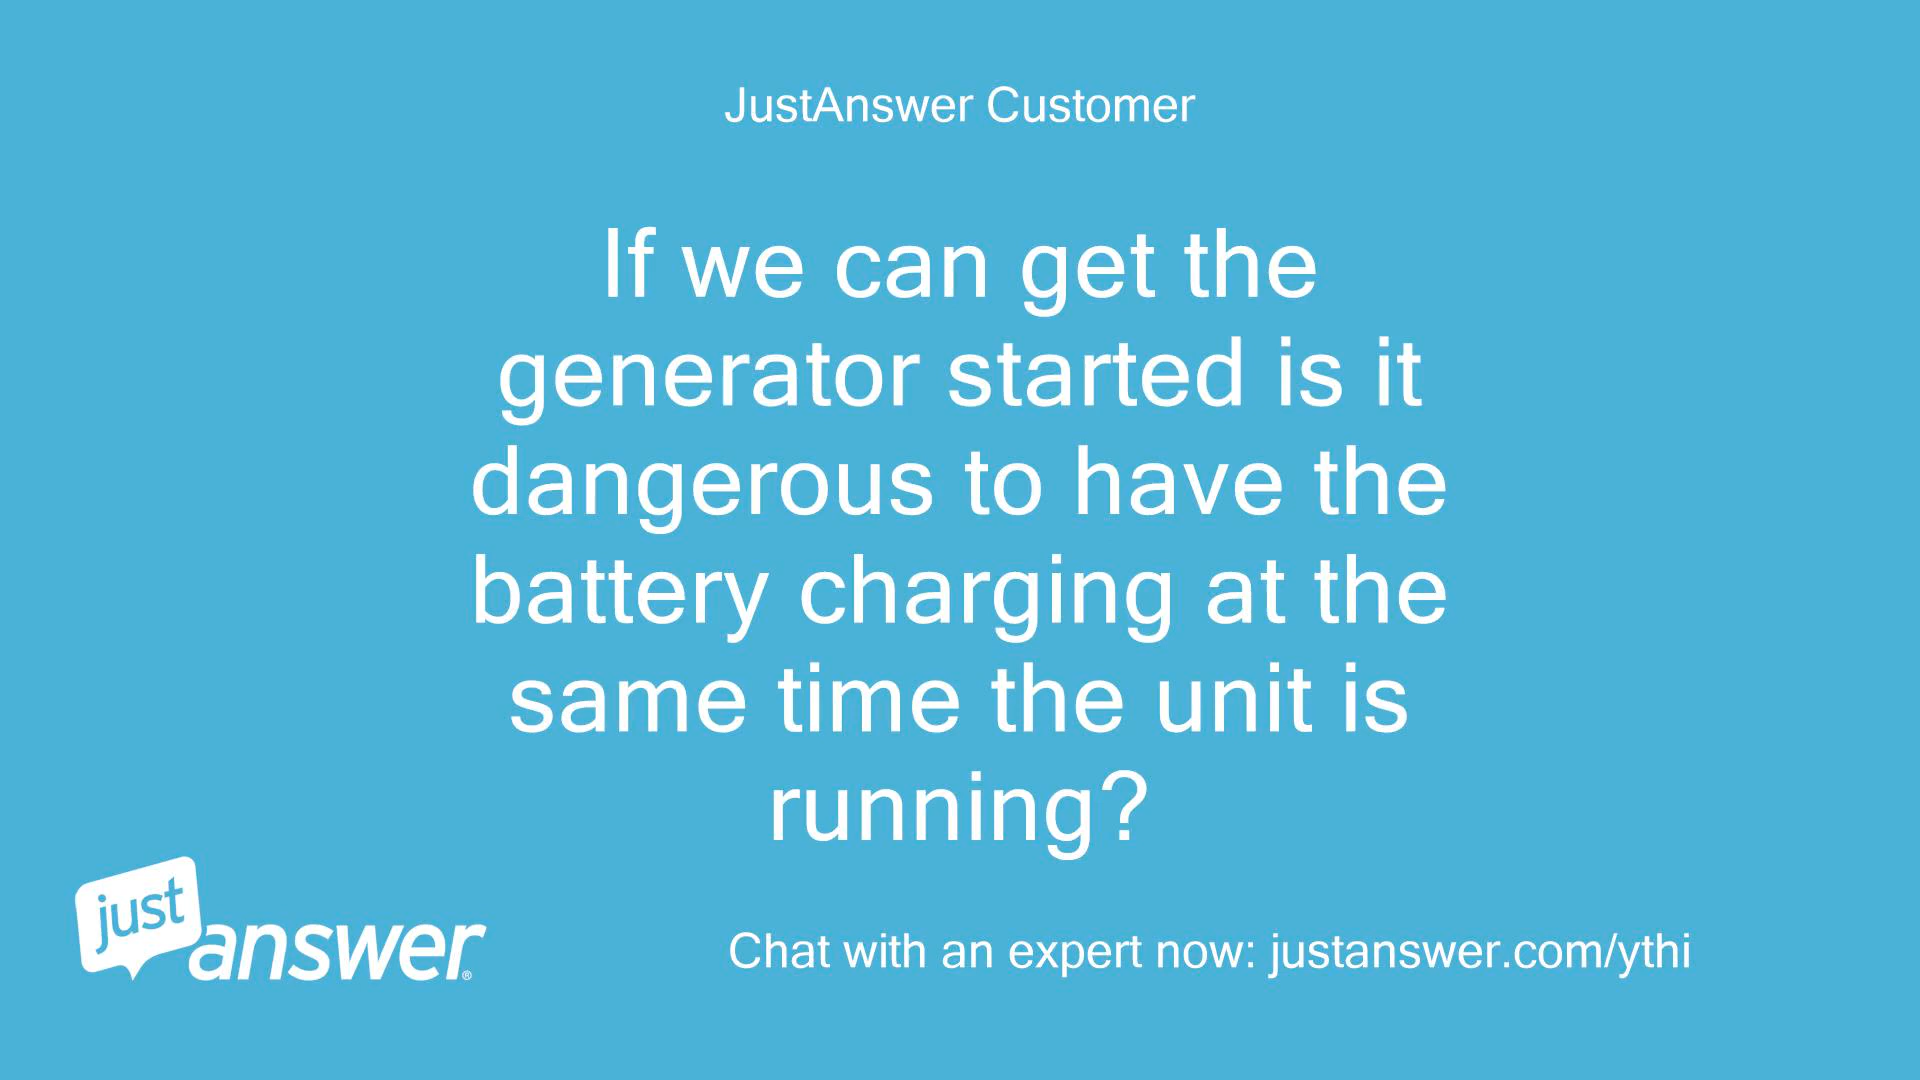 JustAnswer Customer
If we can get the
generator started is it
dangerous to have the
battery charging at the
same time the unit is
running?
just
answer®
Chat with an expert now: justanswer.com/ythi